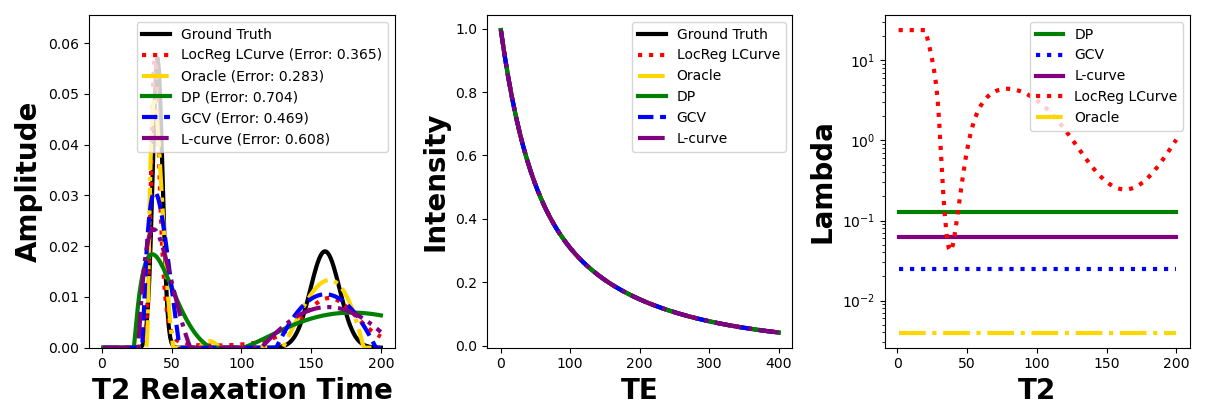 Amplitude
0.06
0.05
0.04
0.03
0.02
0.01
0.00
Ground Truth
LocReg LCurve (Error: 0.365)
Oracle (Error: 0.283)
DP (Error: 0.704)
GCV (Error: 0.469)
L-curve (Error: 0.608)
0 50 100 150 200
T2 Relaxation Time
Intensity
1.0
0.8
0.6
0.4
0.2
0.0
Ground Truth
LocReg LCurve
Oracle
DP
GCV
L-curve
0 100 200 300 400
TE
Lambda
10¹
10⁰
10⁻¹
10⁻²
DP
GCV
L-curve
LocReg LCurve
Oracle
0 50 100 150 200
T2